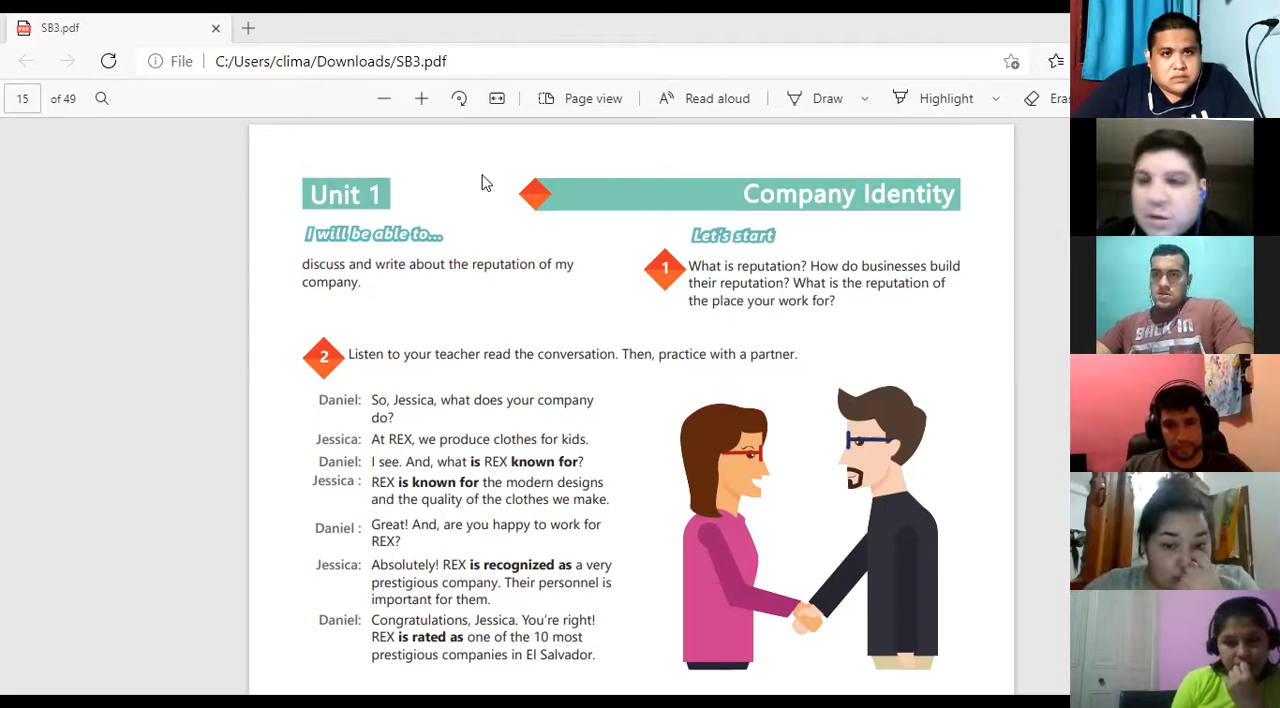 SB3.pdf
File
C:/Users/clima/Downloads/SB3.pdf
15 of 49
Page view
Read aloud
Draw
Highlight
Eras
Unit 1
Company Identity
I will be able to...
discuss and write about the reputation of my
company.
Let's start
1
What is reputation? How do businesses build
their reputation? What is the reputation of
the place your work for?
2
Listen to your teacher read the conversation. Then, practice with a partner.
Daniel: So, Jessica, what does your company
do?
Jessica: At REX, we produce clothes for kids.
Daniel: I see. And, what is REX known for?
Jessica : REX is known for the modern designs
and the quality of the clothes we make.
Daniel : Great! And, are you happy to work for
REX?
Jessica: Absolutely! REX is recognized as a very
prestigious company. Their personnel is
important for them.
Daniel: Congratulations, Jessica. You're right!
REX is rated as one of the 10 most
prestigious companies in El Salvador.
BACK IN